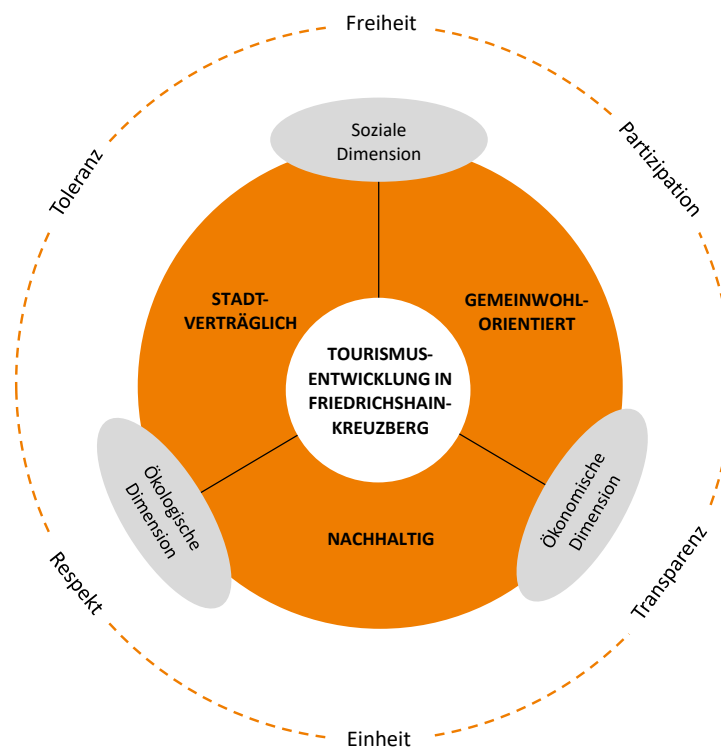 Freiheit
Soziale
Dimension
Toleranz
Partizipation
STADT-
VERTRÄGLICH
GEMEINWOHL-
ORIENTIERT
TOURISMUS-
ENTWICKLUNG IN
FRIEDRICHSHAIN-
KREUZBERG
Ökologische
Dimension
Ökonomische
Dimension
NACHHALTIG
Respekt
Transparenz
Einheit